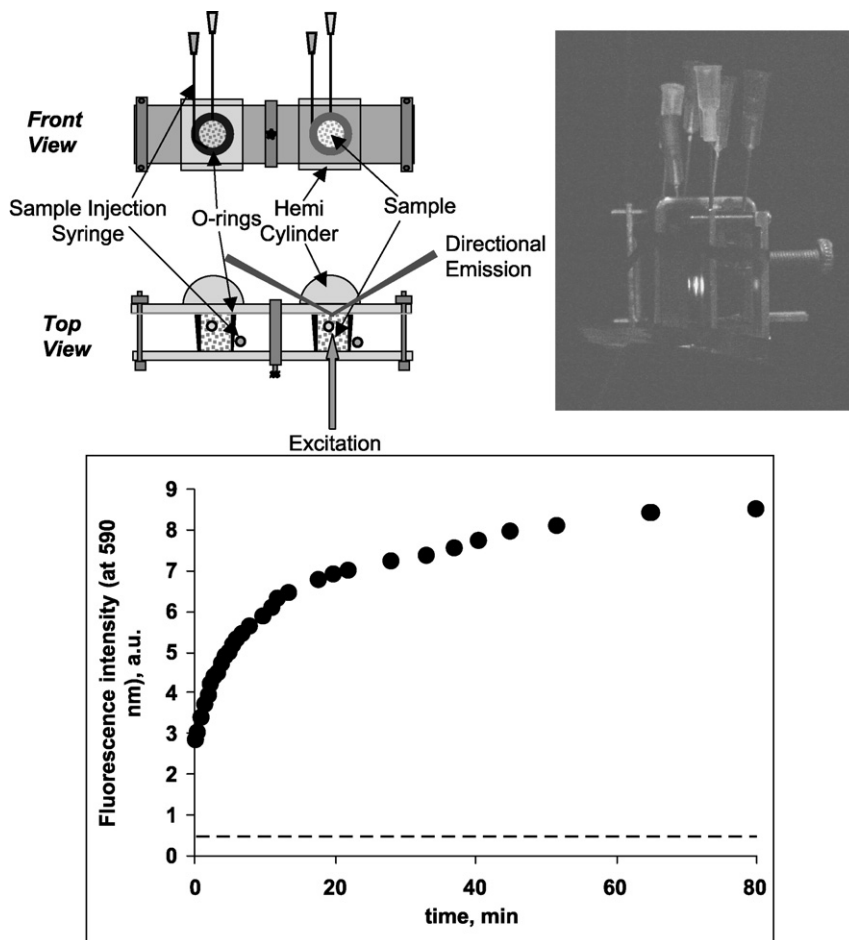 Front
View
Sample Injection
Syringe
O-rings
Hemi
Cylinder
Sample
Directional
Emission
Top
View
Excitation
Fluorescence intensity (at 590
nm), a.u.
9
8
7
6
5
4
3
2
1
0
0 20 40 60 80
time, min